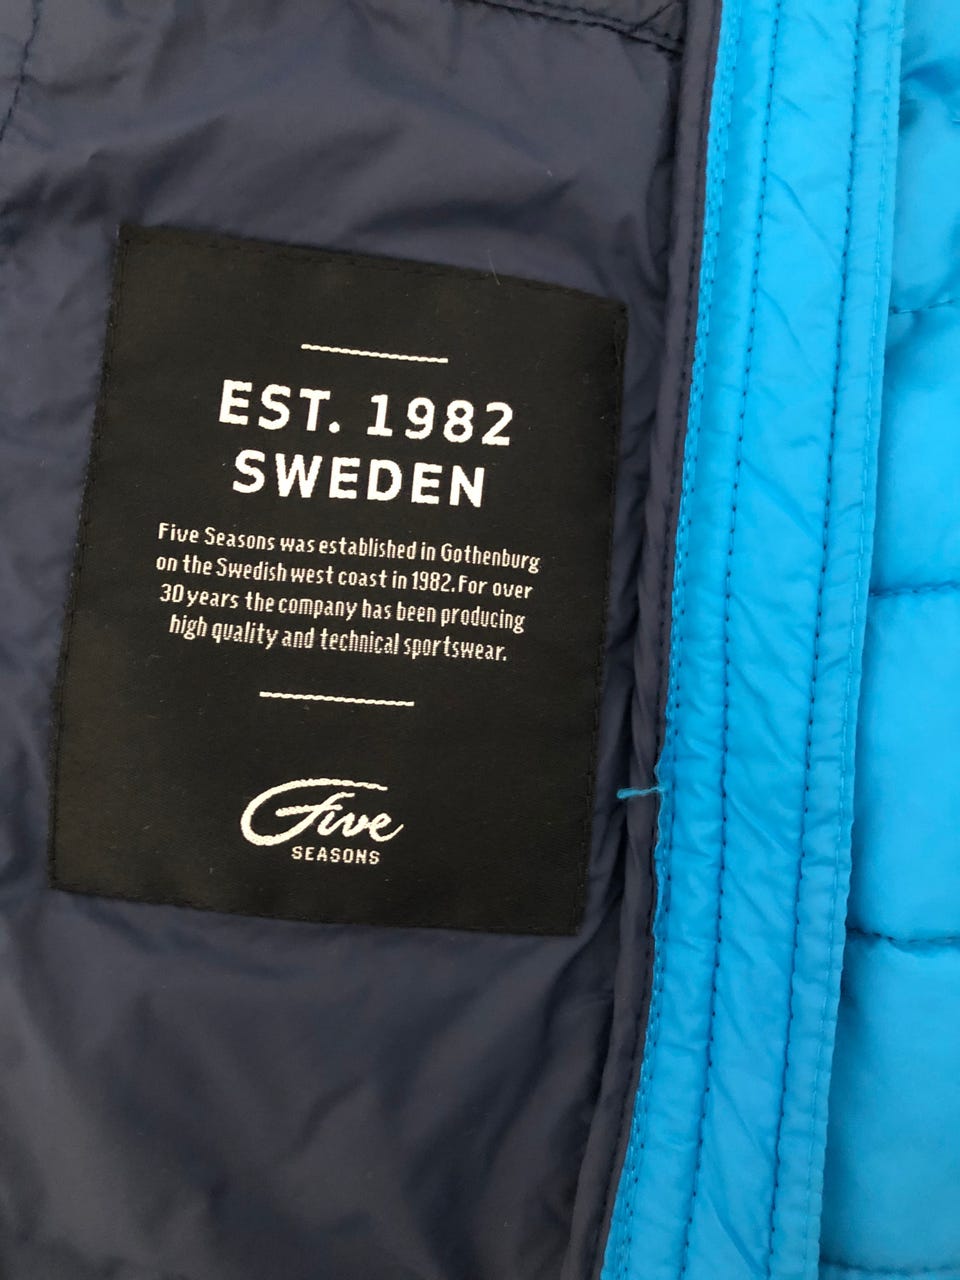 EST. 1982
SWEDEN
Five Seasons was established in Gothenburg
on the Swedish west coast in 1982. For over
30 years the company has been producing
high quality and technical sportswear.
Five
SEASONS